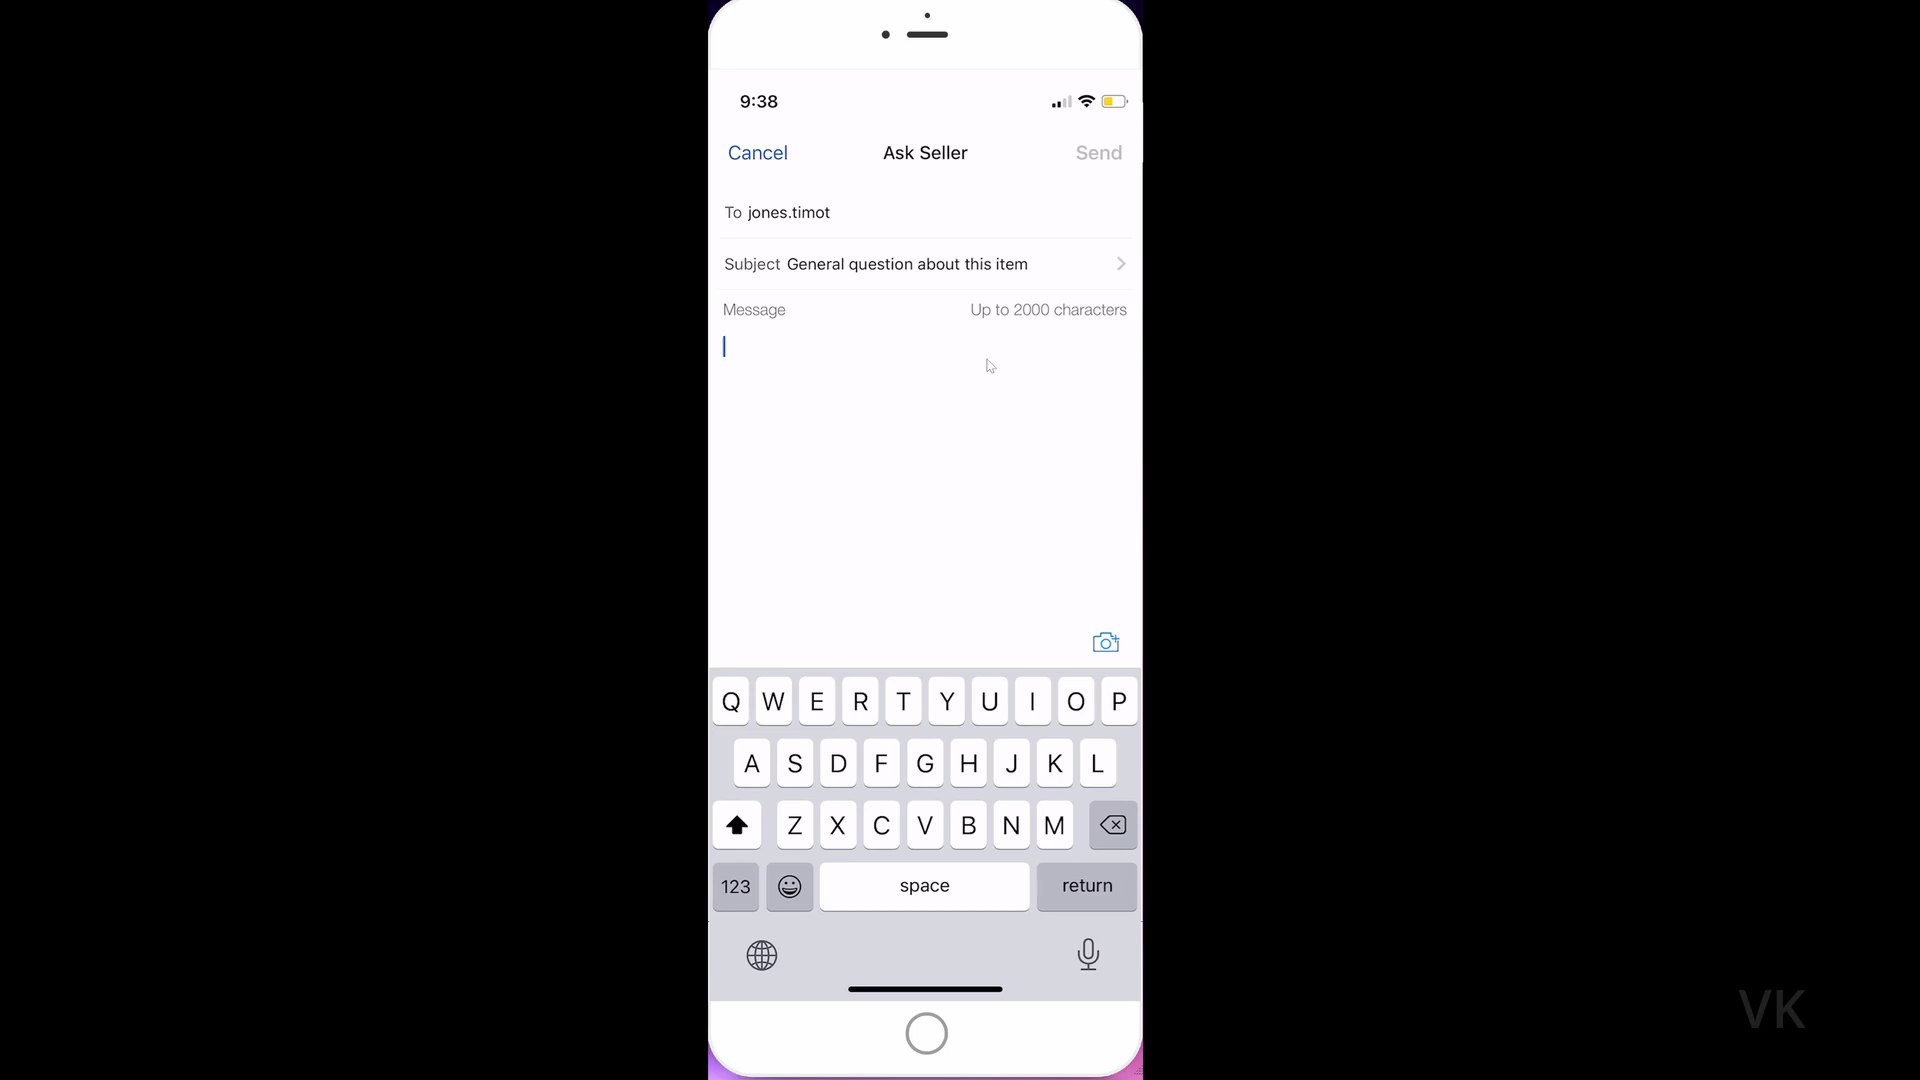 9:38
Cancel Ask Seller Send
To jones.timot
Subject General question about this item
Message Up to 2000 characters
Q W E R T Y U I O P
A S D F G H J K L
Z X C V B N M
123 space return
VK